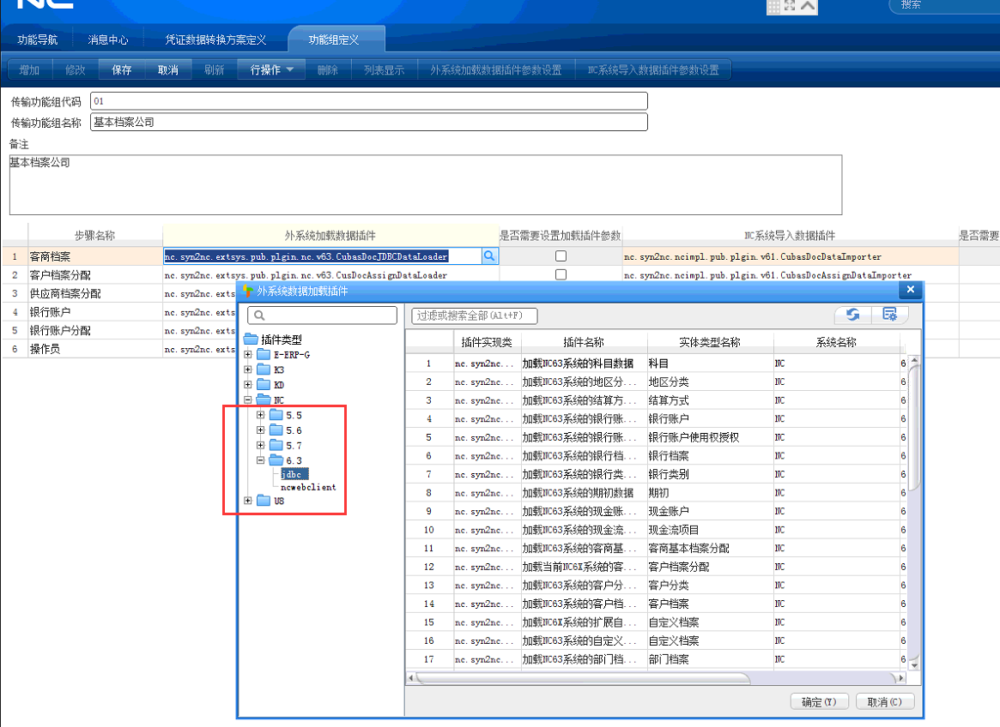 NC
搜索
功能导航 消息中心 凭证数据转换方案定义 功能组定义
增加 修改 保存 取消 刷新 行操作 删除 列表显示 外系统加载数据插件参数设置 NC系统导入数据插件参数设置
传输功能组代码 01
传输功能组名称 基本档案公司
备注
基本档案公司
步骤名称 外系统加载数据插件 是否需要设置加载插件参数 NC系统导入数据插件 是否需要
1 客商档案 nc.syn2nc.extsys.pub.plgin.nc.v63.CubasDocJDBCDataLoader nc.syn2nc.ncimpl.pub.plgin.v61.CubasDocDataImporter
2 客户档案分配 nc.syn2nc.extsys.pub.plgin.nc.v63.CusDocAssignDataLoader nc.syn2nc.ncimpl.pub.plgin.v61.CubasDocAssignDataImporter
3 供应商档案分配 nc.syn2nc.exts
4 银行账户 nc.syn2nc.exts
5 银行账户分配 nc.syn2nc.exts
6 操作员 nc.syn2nc.exts
外系统数据加载插件
过滤或搜索全部(Alt+F)
插件类型
E-ERP-G
K3
KD
NC
5.5
5.6
5.7
6.3
jdbc
ncwebclient
U8
插件实现类 插件名称 实体类型名称 系统名称
1 nc.syn2nc... 加载NC63系统的科目数据 科目 NC 6
2 nc.syn2nc... 加载NC63系统的地区分... 地区分类 NC 6
3 nc.syn2nc... 加载NC63系统的结算方... 结算方式 NC 6
4 nc.syn2nc... 加载NC63系统的银行账... 银行账户 NC 6
5 nc.syn2nc... 加载NC63系统的银行账... 银行账户使用权授权 NC 6
6 nc.syn2nc... 加载NC63系统的银行档... 银行档案 NC 6
7 nc.syn2nc... 加载NC63系统的银行类... 银行类别 NC 6
8 nc.syn2nc... 加载NC63系统的期初数据 期初 NC 6
9 nc.syn2nc... 加载NC63系统的现金账... 现金账户 NC 6
10 nc.syn2nc... 加载NC63系统的现金流... 现金流项目 NC 6
11 nc.syn2nc... 加载NC63系统的客商基... 客商基本档案分配 NC 6
12 nc.syn2nc... 加载当前NC6X系统的客... 客户档案分配 NC 6
13 nc.syn2nc... 加载NC63系统的客户分... 客户分类 NC 6
14 nc.syn2nc... 加载NC63系统的客户档... 客户档案 NC 6
15 nc.syn2nc... 加载NC6X系统的扩展自... 自定义档案 NC 6
16 nc.syn2nc... 加载NC63系统的自定义... 自定义档案 NC 6
17 nc.syn2nc... 加载NC63系统的部门档... 部门档案 NC 6
确定(Y) 取消(C)